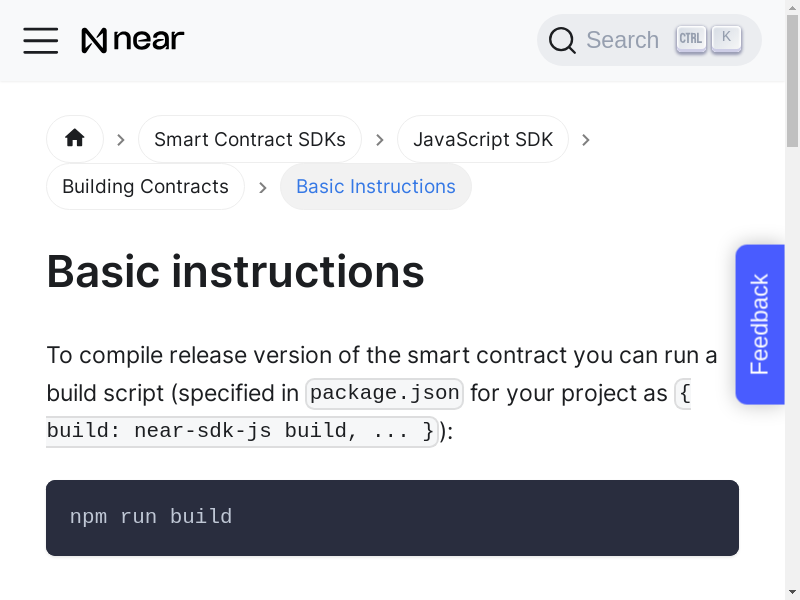 near
Search CTRL K
Smart Contract SDKs
JavaScript SDK
Building Contracts
Basic Instructions
Basic instructions
To compile release version of the smart contract you can run a
build script (specified in package.json for your project as {
build: near-sdk-js build, ... }):
npm run build
Feedback